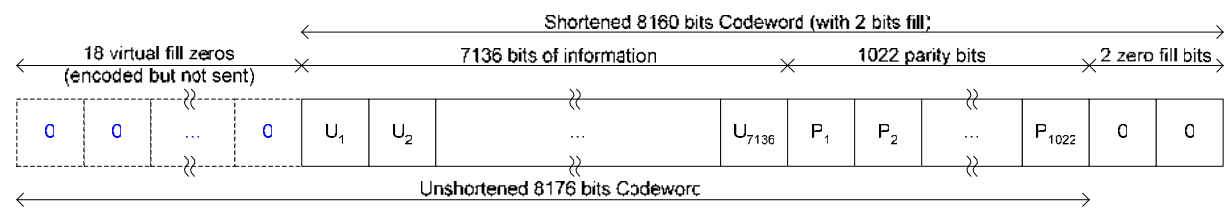 Shortened 8160 bits Codeword (with 2 bits fill)
18 virtual fill zeros 7136 bits of information 1022 parity bits 2 zero fill bits
(encoded but not sent)
0 0 ... 0 U1 U2 ... U7136 P1 P2 ... P1022 0 0
Unshortened 8176 bits Codeword